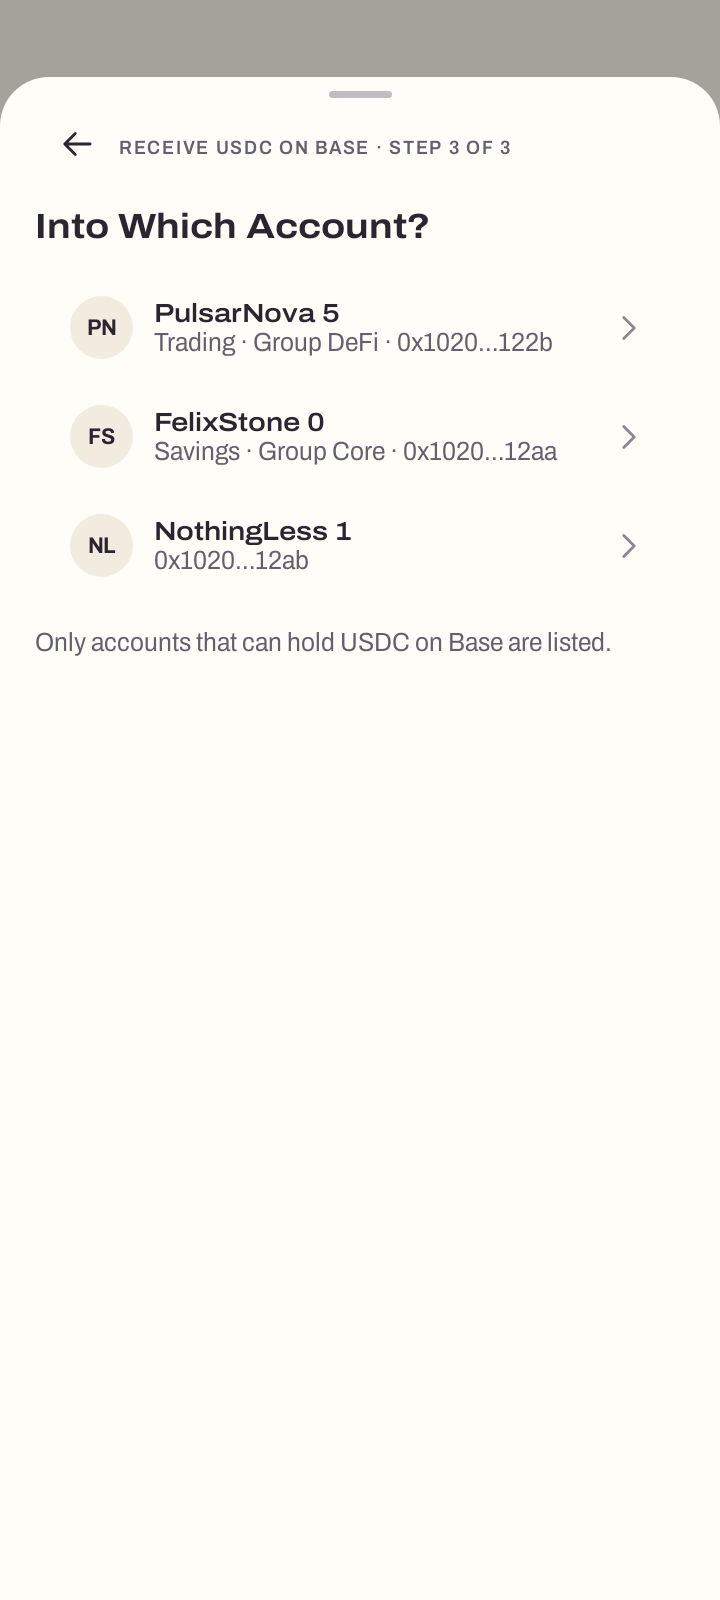 RECEIVE USDC ON BASE · STEP 3 OF 3
Into Which Account?
PN
PulsarNova 5
Trading · Group DeFi · 0x1020…122b
FS
FelixStone 0
Savings · Group Core · 0x1020…12aa
NL
NothingLess 1
0x1020…12ab
Only accounts that can hold USDC on Base are listed.